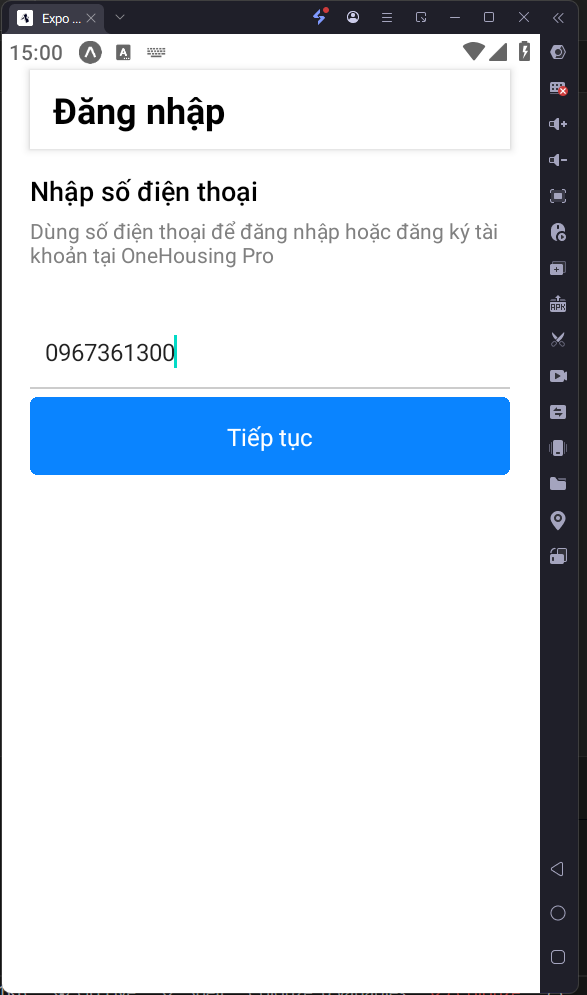 Expo ...
15:00
A
Đăng nhập
Nhập số điện thoại
Dùng số điện thoại để đăng nhập hoặc đăng ký tài
khoản tại OneHousing Pro
0967361300
Tiếp tục
APK